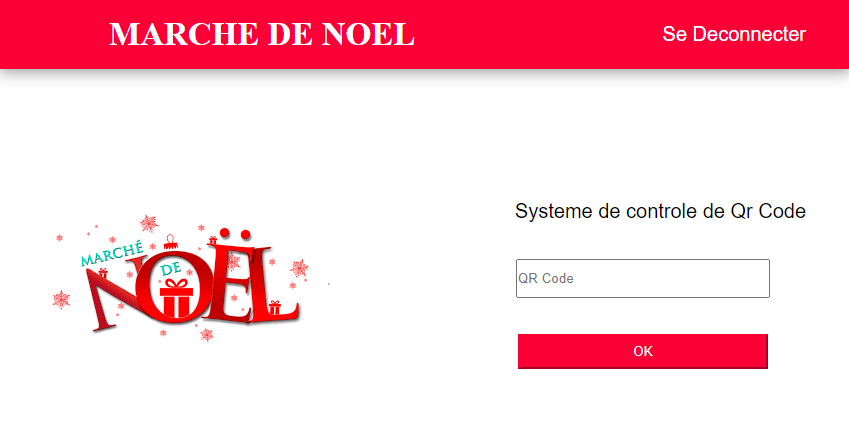 MARCHE DE NOEL
Se Deconnecter
MARCHÉ
DE
NOËL
Systeme de controle de Qr Code
QR Code
OK